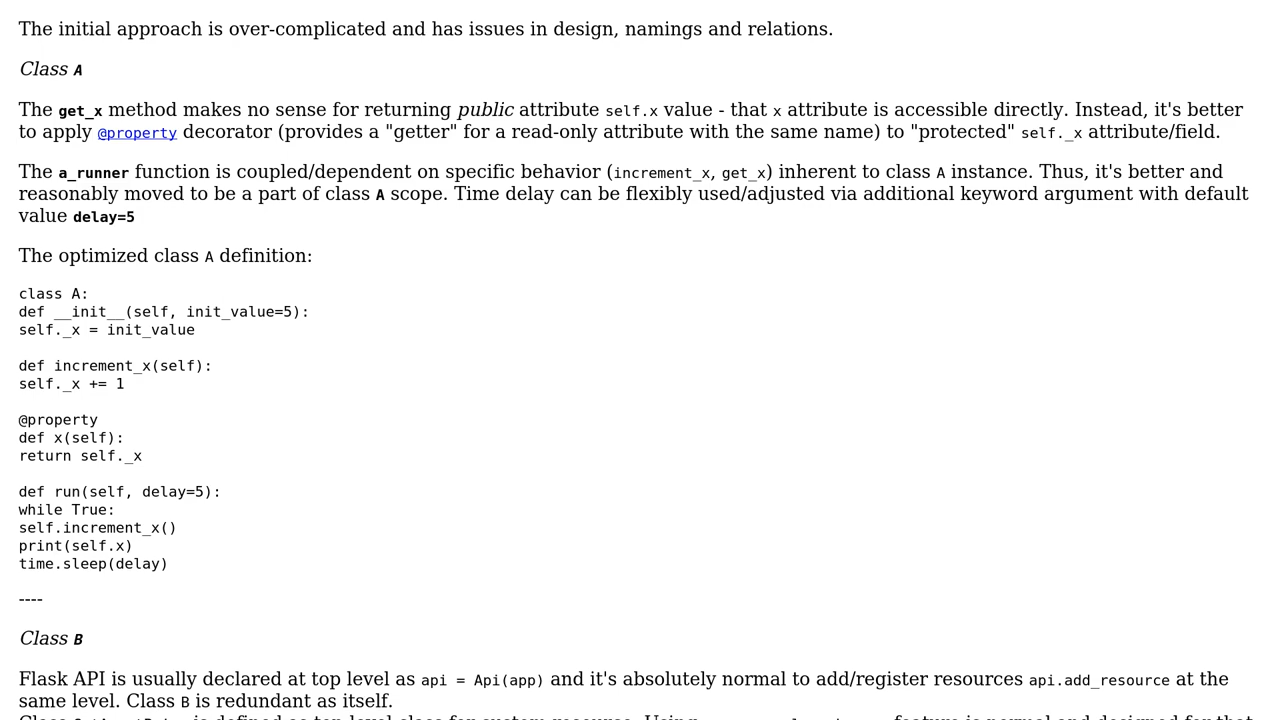 The initial approach is over-complicated and has issues in design, namings and relations.
Class A
The get_x method makes no sense for returning public attribute self.x value - that x attribute is accessible directly. Instead, it's better
to apply @property decorator (provides a "getter" for a read-only attribute with the same name) to "protected" self._x attribute/field.
The a_runner function is coupled/dependent on specific behavior (increment_x, get_x) inherent to class A instance. Thus, it's better and
reasonably moved to be a part of class A scope. Time delay can be flexibly used/adjusted via additional keyword argument with default
value delay=5
The optimized class A definition:
class A:
def __init__(self, init_value=5):
self._x = init_value
def increment_x(self):
self._x += 1
@property
def x(self):
return self._x
def run(self, delay=5):
while True:
self.increment_x()
print(self.x)
time.sleep(delay)
----
Class B
Flask API is usually declared at top level as api = Api(app) and it's absolutely normal to add/register resources api.add_resource at the
same level. Class B is redundant as itself.